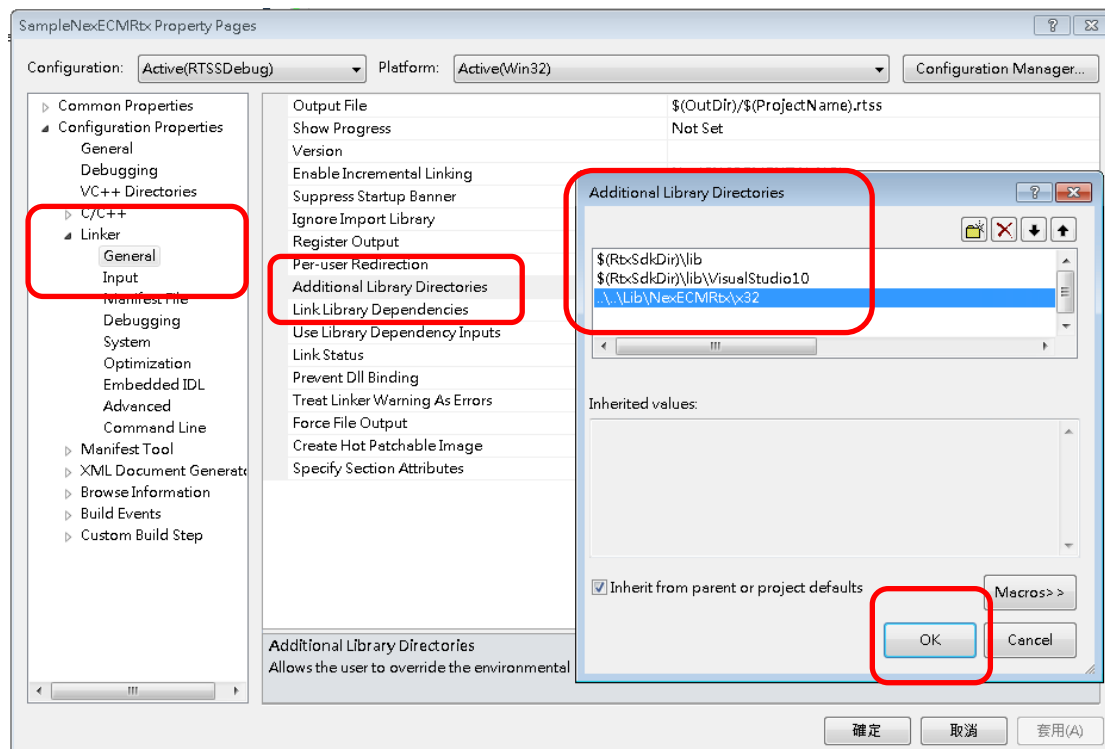 SampleNexECMRtx Property Pages
Configuration: Active(RTSSDebug) Platform: Active(Win32) Configuration Manager...
Common Properties
Configuration Properties
General
Debugging
VC++ Directories
C/C++
Linker
General
Input
Manifest File
Debugging
System
Optimization
Embedded IDL
Advanced
Command Line
Manifest Tool
XML Document Generato
Browse Information
Build Events
Custom Build Step
Output File $(OutDir)/$(ProjectName).rtss
Show Progress Not Set
Version
Enable Incremental Linking
Suppress Startup Banner
Ignore Import Library
Register Output
Per-user Redirection
Additional Library Directories
Link Library Dependencies
Use Library Dependency Inputs
Link Status
Prevent Dll Binding
Treat Linker Warning As Errors
Force File Output
Create Hot Patchable Image
Specify Section Attributes
Additional Library Directories
Allows the user to override the environmental
Additional Library Directories
$(RtxSdkDir)\lib
$(RtxSdkDir)\lib\VisualStudio10
..\..\Lib\NexECMRtx\x32
Inherited values:
Inherit from parent or project defaults
Macros>>
OK Cancel
確定 取消 套用(A)